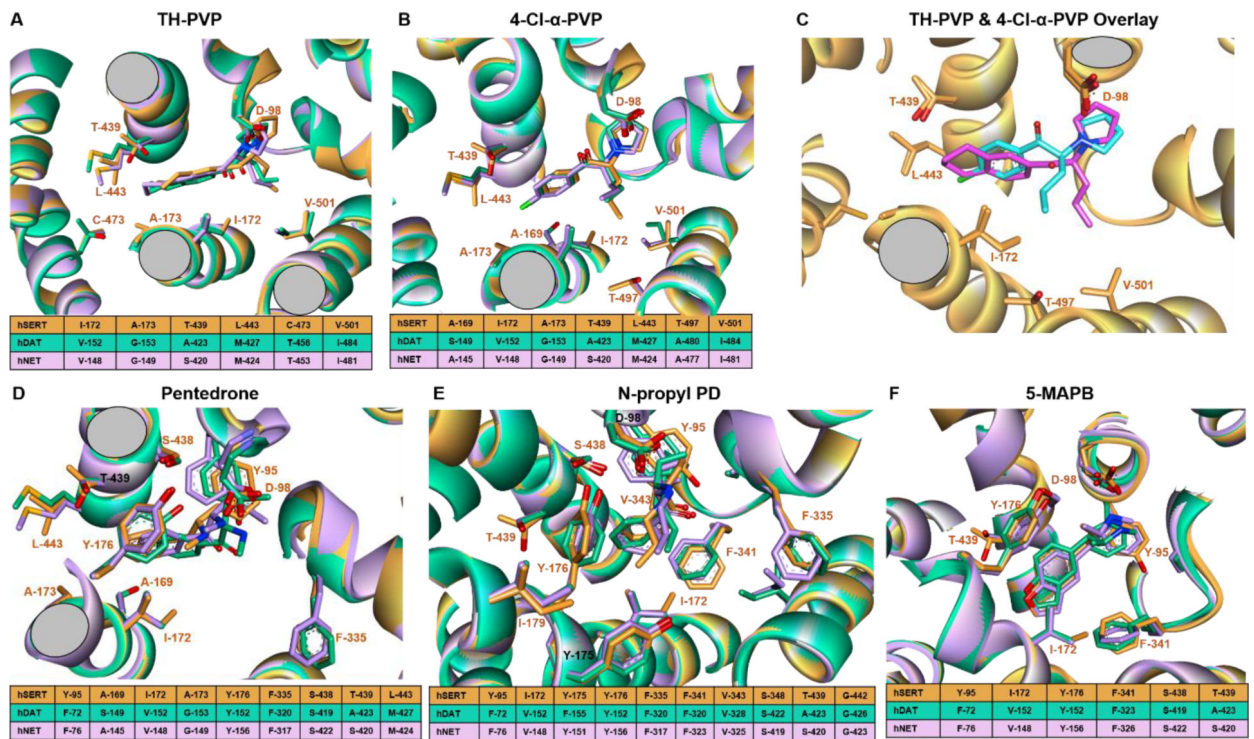 A
TH-PVP
T-439
D-98
L-443
C-473
A-173
I-172
V-501
hSERT I-172 A-173 T-439 L-443 C-473 V-501
hDAT V-152 G-153 A-423 M-427 T-456 I-484
hNET V-148 G-149 S-420 M-424 T-453 I-481
B
4-Cl-α-PVP
D-98
T-439
L-443
A-169
V-501
A-173
I-172
T-497
hSERT A-169 I-172 A-173 T-439 L-443 T-497 V-501
hDAT S-149 V-152 G-153 A-423 M-427 A-480 I-484
hNET A-145 V-148 G-149 S-420 M-424 A-477 I-481
C
TH-PVP & 4-Cl-α-PVP Overlay
T-439
D-98
L-443
I-172
V-501
T-497
D
Pentedrone
S-438
T-439
Y-95
D-98
L-443
Y-176
A-173
A-169
I-172
F-335
hSERT Y-95 A-169 I-172 A-173 Y-176 F-335 S-438 T-439 L-443
hDAT F-72 S-149 V-152 G-153 Y-152 F-320 S-419 A-423 M-427
hNET F-76 A-145 V-148 G-149 Y-156 F-317 S-422 S-420 M-424
E
N-propyl PD
D-98
Y-95
S-438
V-343
F-335
T-439
Y-176
F-341
I-172
I-179
Y-175
hSERT Y-95 I-172 Y-175 Y-176 F-335 F-341 V-343 S-348 T-439 G-442
hDAT F-72 V-152 F-155 Y-152 F-320 F-320 V-328 S-422 A-423 G-426
hNET F-76 V-148 Y-151 Y-156 F-317 F-323 V-325 S-419 S-420 G-423
F
5-MAPB
D-98
Y-176
T-439
Y-95
I-172
F-341
hSERT Y-95 I-172 Y-176 F-341 S-438 T-439
hDAT F-72 V-152 Y-152 F-323 S-419 A-423
hNET F-76 V-148 Y-156 F-326 S-422 S-420